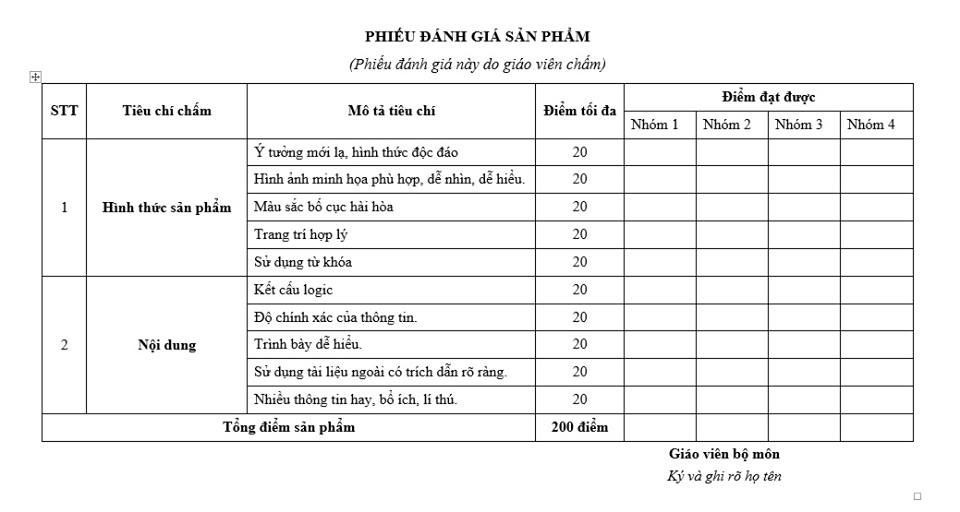 PHIẾU ĐÁNH GIÁ SẢN PHẨM
(Phiếu đánh giá này do giáo viên chấm)
STT Tiêu chí chấm Mô tả tiêu chí Điểm tối đa Điểm đạt được
Nhóm 1 Nhóm 2 Nhóm 3 Nhóm 4
1 Hình thức sản phẩm
Ý tưởng mới lạ, hình thức độc đáo 20
Hình ảnh minh họa phù hợp, dễ nhìn, dễ hiểu. 20
Màu sắc bố cục hài hòa 20
Trang trí hợp lý 20
Sử dụng từ khóa 20
2 Nội dung
Kết cấu logic 20
Độ chính xác của thông tin. 20
Trình bày dễ hiểu. 20
Sử dụng tài liệu ngoài có trích dẫn rõ ràng. 20
Nhiều thông tin hay, bổ ích, lí thú. 20
Tổng điểm sản phẩm 200 điểm
Giáo viên bộ môn
Ký và ghi rõ họ tên